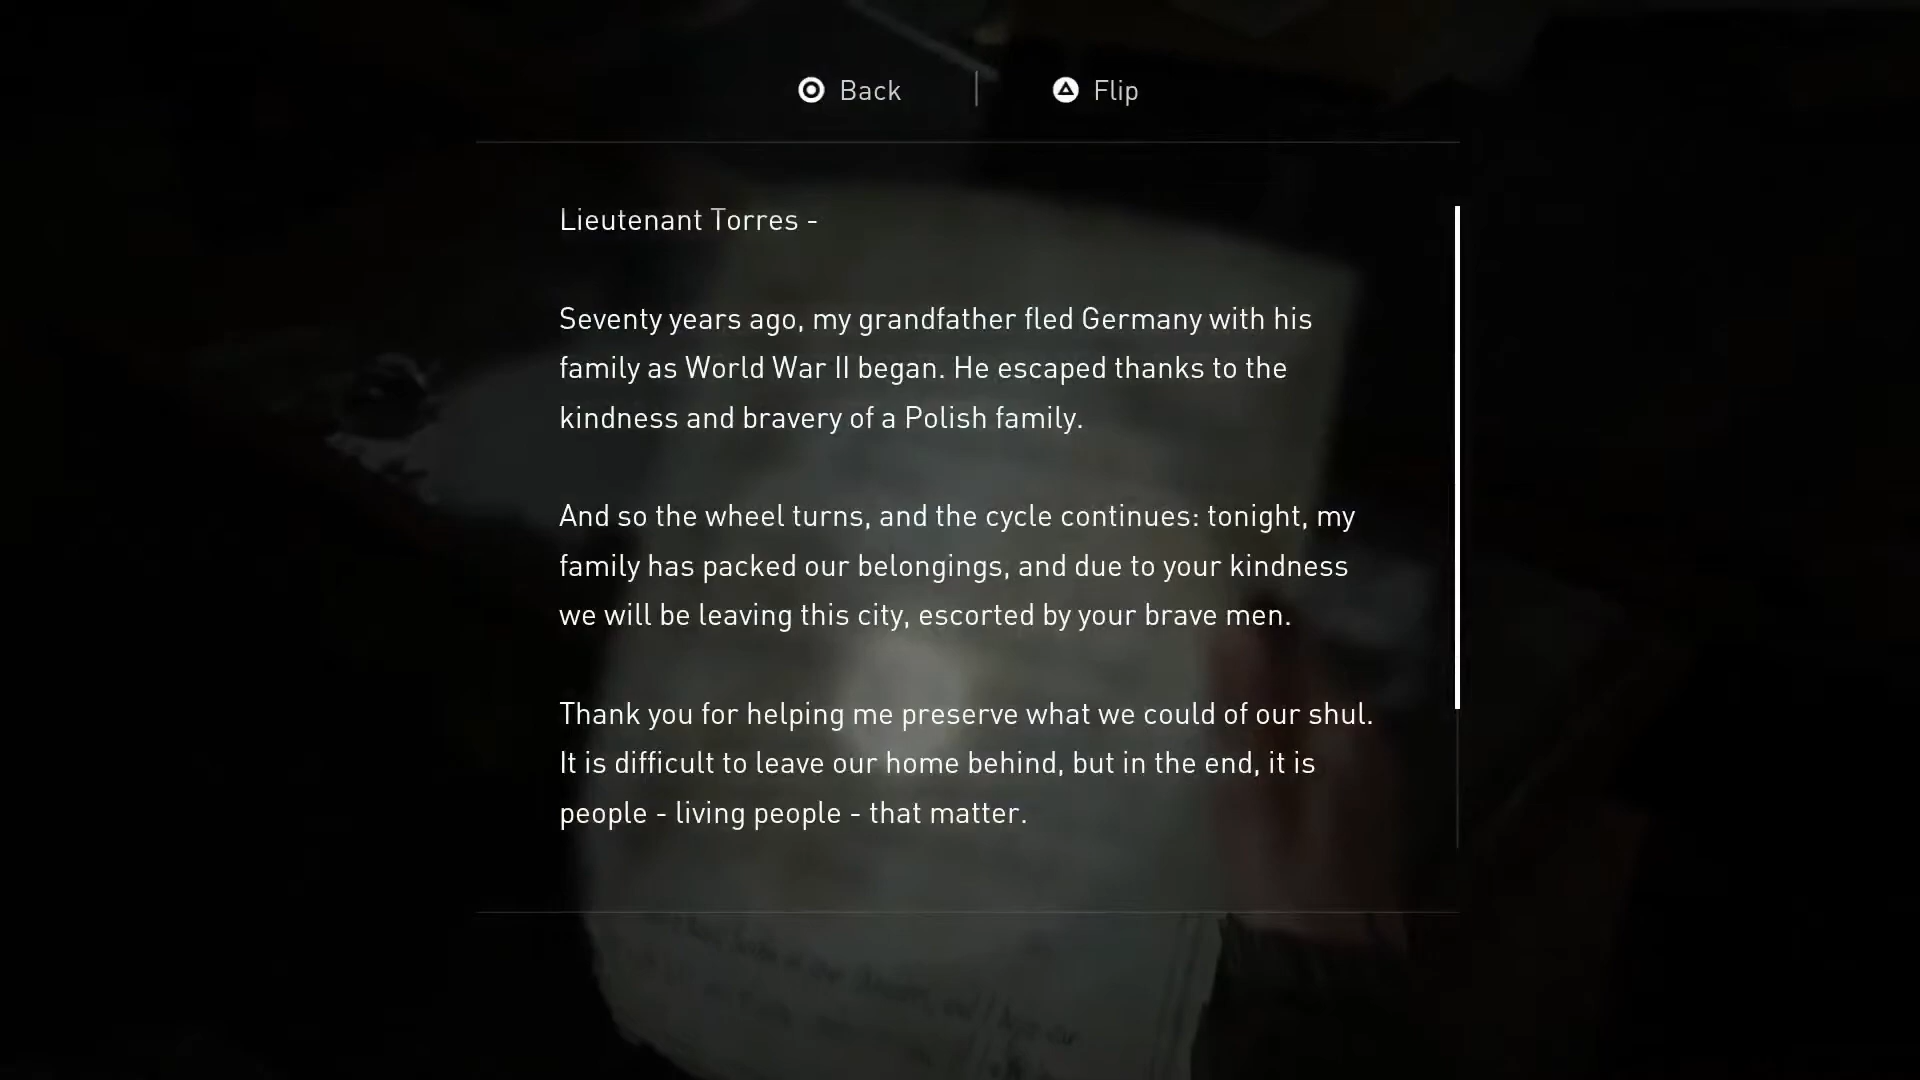 Back
Flip
Lieutenant Torres -
Seventy years ago, my grandfather fled Germany with his
family as World War II began. He escaped thanks to the
kindness and bravery of a Polish family.
And so the wheel turns, and the cycle continues: tonight, my
family has packed our belongings, and due to your kindness
we will be leaving this city, escorted by your brave men.
Thank you for helping me preserve what we could of our shul.
It is difficult to leave our home behind, but in the end, it is
people - living people - that matter.